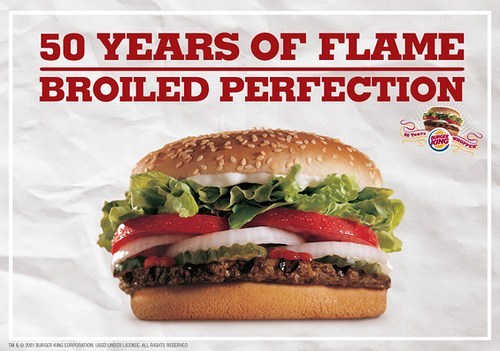 50 YEARS OF FLAME
BROILED PERFECTION
50 Years
BURGER
KING
WHOPPER
TM & © 2007 BURGER KING CORPORATION. USED UNDER LICENSE. ALL RIGHTS RESERVED.